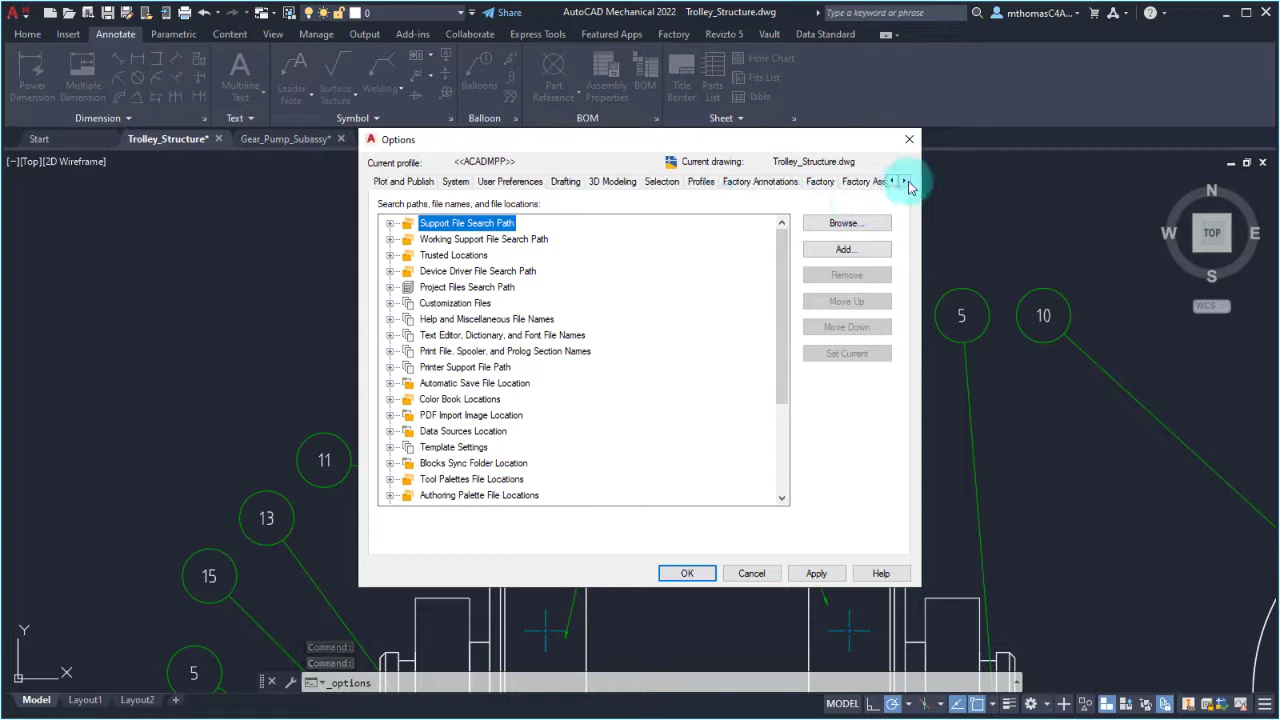 0
Share
AutoCAD Mechanical 2022 Trolley_Structure.dwg
Type a keyword or phrase
mthomasC4A...
Home Insert Annotate Parametric Content View Manage Output Add-ins Collaborate Express Tools Featured Apps Factory Revizto 5 Vault Data Standard
Power Dimension
Multiple Dimension
Multiline Text
Leader Note
Surface Texture
Welding
Balloons
Part Reference
Assembly Properties
BOM
Title Border
Parts List
Hole Chart
Fits List
Table
Dimension Text Symbol Balloon BOM Sheet
Start Trolley_Structure* Gear_Pump_Subassy*
[−][Top][2D Wireframe]
Options
Current profile: <<ACADMPP>> Current drawing: Trolley_Structure.dwg
Plot and Publish System User Preferences Drafting 3D Modeling Selection Profiles Factory Annotations Factory Factory Ass
Search paths, file names, and file locations:
Support File Search Path
Working Support File Search Path
Trusted Locations
Device Driver File Search Path
Project Files Search Path
Customization Files
Help and Miscellaneous File Names
Text Editor, Dictionary, and Font File Names
Print File, Spooler, and Prolog Section Names
Printer Support File Path
Automatic Save File Location
Color Book Locations
PDF Import Image Location
Data Sources Location
Template Settings
Blocks Sync Folder Location
Tool Palettes File Locations
Authoring Palette File Locations
Browse...
Add...
Remove
Move Up
Move Down
Set Current
OK Cancel Apply Help
N
W TOP E
S
WCS
5 10
11
13
15
5
Y
X
Command:
Command:
_options
Model Layout1 Layout2 +
MODEL